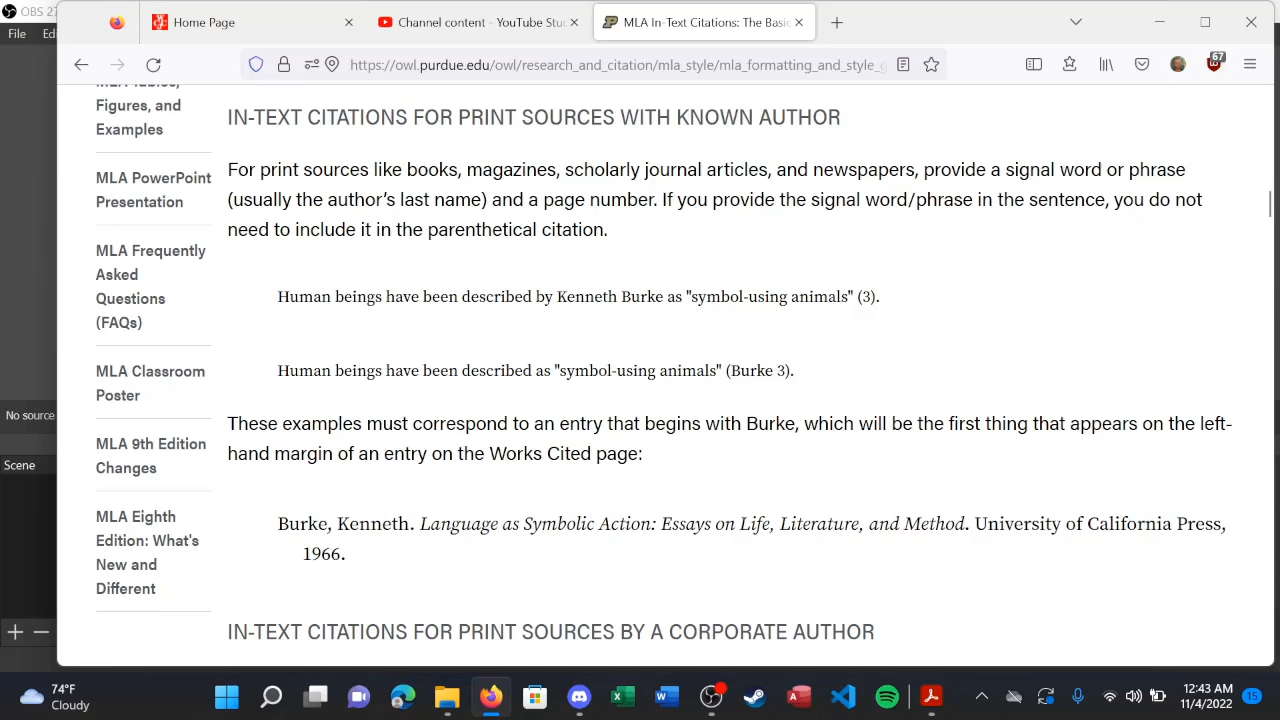 OBS 27
File Edi
Home Page
Channel content - YouTube Stu
MLA In-Text Citations: The Basic
https://owl.purdue.edu/owl/research_and_citation/mla_style/mla_formatting_and_style_g
67
MLA Tables,
Figures, and
Examples
MLA PowerPoint
Presentation
MLA Frequently
Asked
Questions
(FAQs)
MLA Classroom
Poster
MLA 9th Edition
Changes
MLA Eighth
Edition: What's
New and
Different
IN-TEXT CITATIONS FOR PRINT SOURCES WITH KNOWN AUTHOR
For print sources like books, magazines, scholarly journal articles, and newspapers, provide a signal word or phrase
(usually the author’s last name) and a page number. If you provide the signal word/phrase in the sentence, you do not
need to include it in the parenthetical citation.
Human beings have been described by Kenneth Burke as "symbol-using animals" (3).
Human beings have been described as "symbol-using animals" (Burke 3).
These examples must correspond to an entry that begins with Burke, which will be the first thing that appears on the left-
hand margin of an entry on the Works Cited page:
Burke, Kenneth. Language as Symbolic Action: Essays on Life, Literature, and Method. University of California Press,
1966.
IN-TEXT CITATIONS FOR PRINT SOURCES BY A CORPORATE AUTHOR
No source
Scene
74°F
Cloudy
12:43 AM
11/4/2022
15